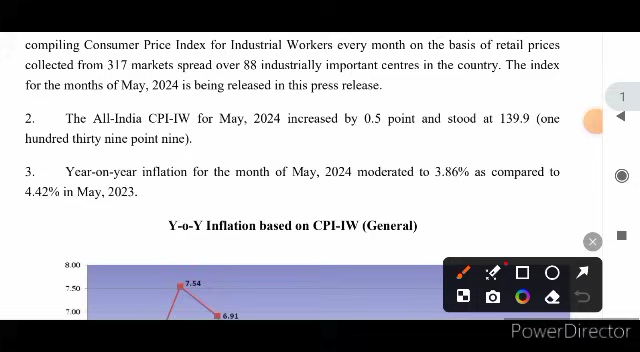 compiling Consumer Price Index for Industrial Workers every month on the basis of retail prices
collected from 317 markets spread over 88 industrially important centres in the country. The index
for the months of May, 2024 is being released in this press release.
2. The All-India CPI-IW for May, 2024 increased by 0.5 point and stood at 139.9 (one
hundred thirty nine point nine).
3. Year-on-year inflation for the month of May, 2024 moderated to 3.86% as compared to
4.42% in May, 2023.
Y-o-Y Inflation based on CPI-IW (General)
8.00
7.54
7.50
7.00
6.91
1
PowerDirector